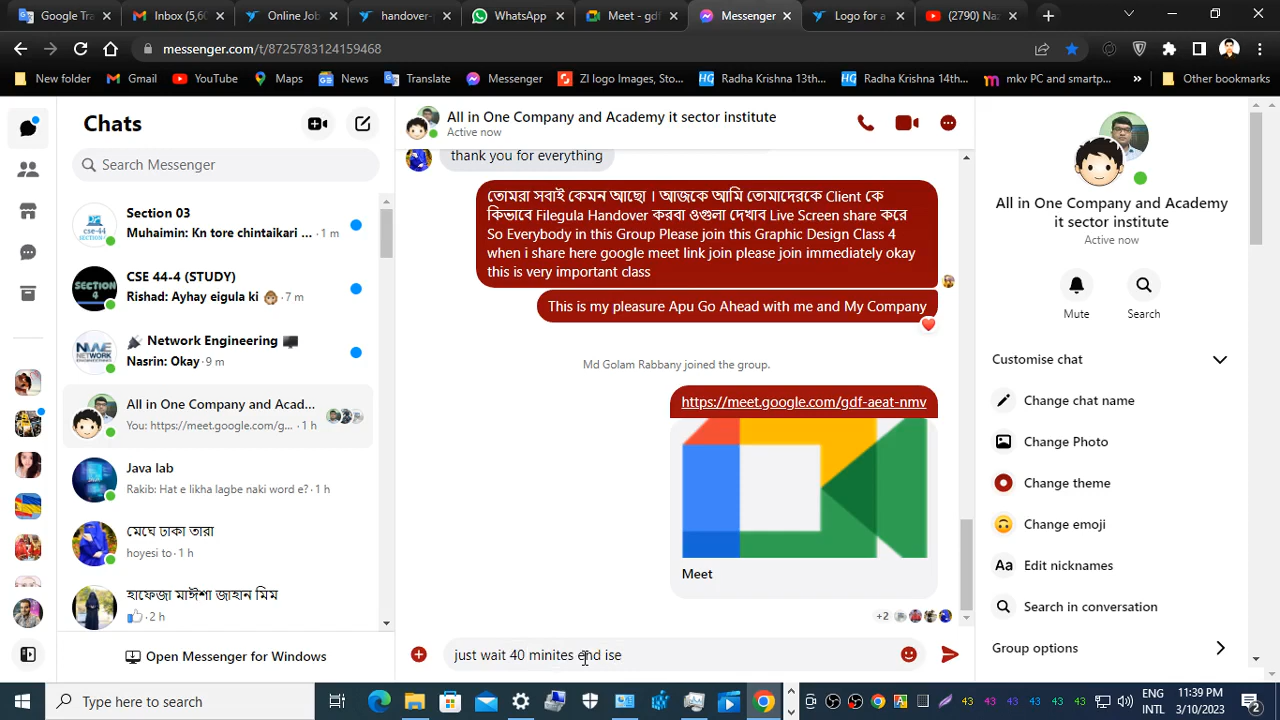 Google Tra
Inbox (5,60
Online Jo
handover-
WhatsApp
Meet - gdf
Messenger
Logo for a
(2790) Na
messenger.com/t/8725783124159468
New folder
Gmail
YouTube
Maps
News
Translate
Messenger
ZI logo Images, Sto...
Radha Krishna 13th...
Radha Krishna 14th...
mkv PC and smartp...
»
Other bookmarks
Chats
Search Messenger
Section 03
Muhaimin: Kn tore chintaikari ... · 1 m
CSE 44-4 (STUDY)
Rishad: Ayhay eigula ki · 7 m
Network Engineering
Nasrin: Okay · 9 m
All in One Company and Acad...
You: https://meet.google.com/g... · 1 h
Java lab
Rakib: Hat e likha lagbe naki word e? · 1 h
মেঘে ঢাকা তারা
hoyesi to · 1 h
হাফেজা মাঈশা জাহান মিম
· 2 h
Open Messenger for Windows
All in One Company and Academy it sector institute
Active now
thank you for everything
তোমরা সবাই কেমন আছো । আজকে আমি তোমাদেরকে Client কে
কিভাবে Filegula Handover করবা ওগুলা দেখাব Live Screen share করে
So Everybody in this Group Please join this Graphic Design Class 4
when i share here google meet link join please join immediately okay
this is very important class
This is my pleasure Apu Go Ahead with me and My Company
Md Golam Rabbany joined the group.
https://meet.google.com/gdf-aeat-nmv
Meet
+2
just wait 40 minites end ise
All in One Company and Academy
it sector institute
Active now
Mute
Search
Customise chat
Change chat name
Change Photo
Change theme
Change emoji
Aa Edit nicknames
Search in conversation
Group options
Type here to search
43
43
43
43
43
ENG
INTL
11:39 PM
3/10/2023
2